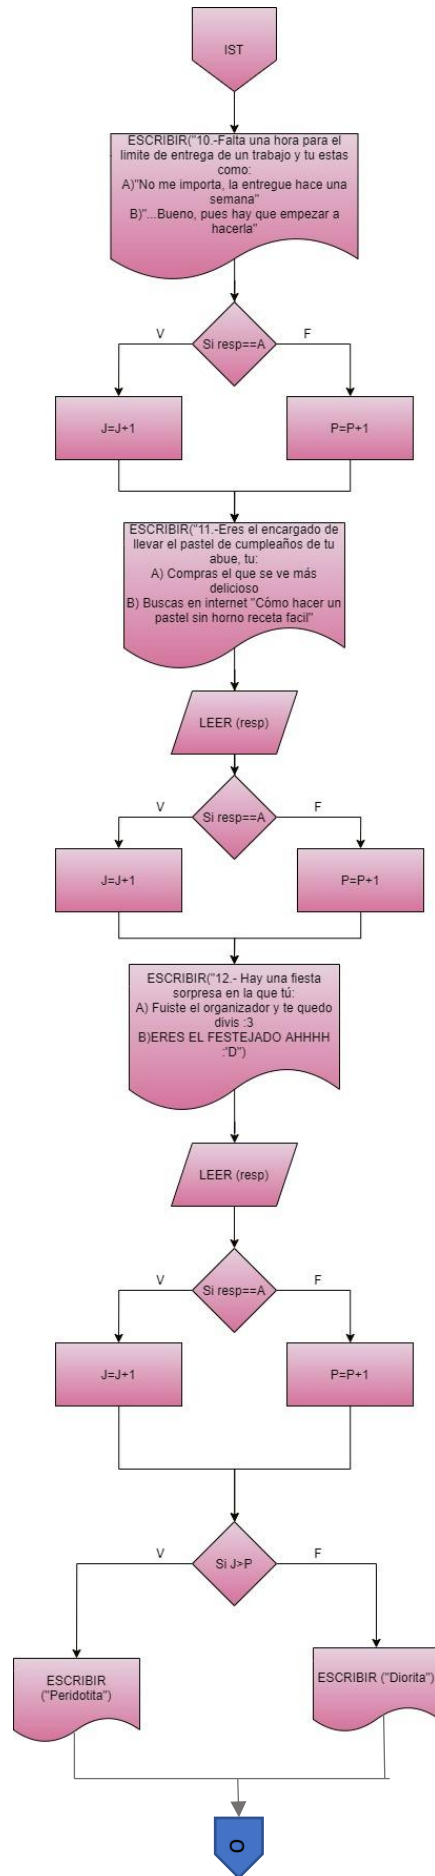 IST
ESCRIBIR("10.-Falta una hora para el
limite de entrega de un trabajo y tu estas
como:
A)"No me importa, la entregue hace una
semana"
B)"...Bueno, pues hay que empezar a
hacerla"
Si resp==A
V
F
J=J+1
P=P+1
ESCRIBIR("11.-Eres el encargado de
llevar el pastel de cumpleaños de tu
abue, tu:
A) Compras el que se ve más
delicioso
B) Buscas en internet "Cómo hacer un
pastel sin horno receta facil"
LEER (resp)
Si resp==A
V
F
J=J+1
P=P+1
ESCRIBIR("12.- Hay una fiesta
sorpresa en la que tú:
A) Fuiste el organizador y te quedo
divis :3
B)ERES EL FESTEJADO AHHHH
:'D")
LEER (resp)
Si resp==A
V
F
J=J+1
P=P+1
Si J>P
V
F
ESCRIBIR
("Peridotita")
ESCRIBIR ("Diorita")
O